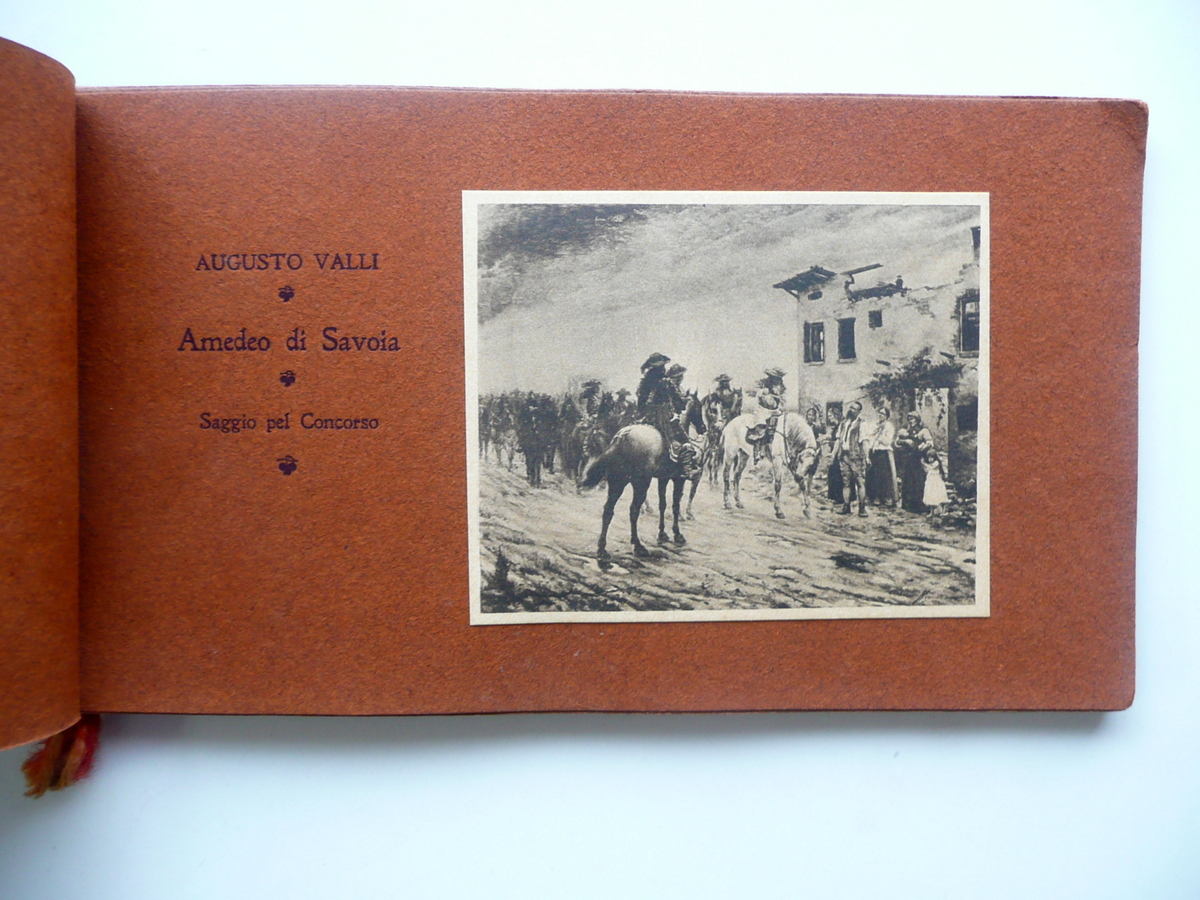 AUGUSTO VALLI
Amedeo di Savoia
Saggio pel Concorso